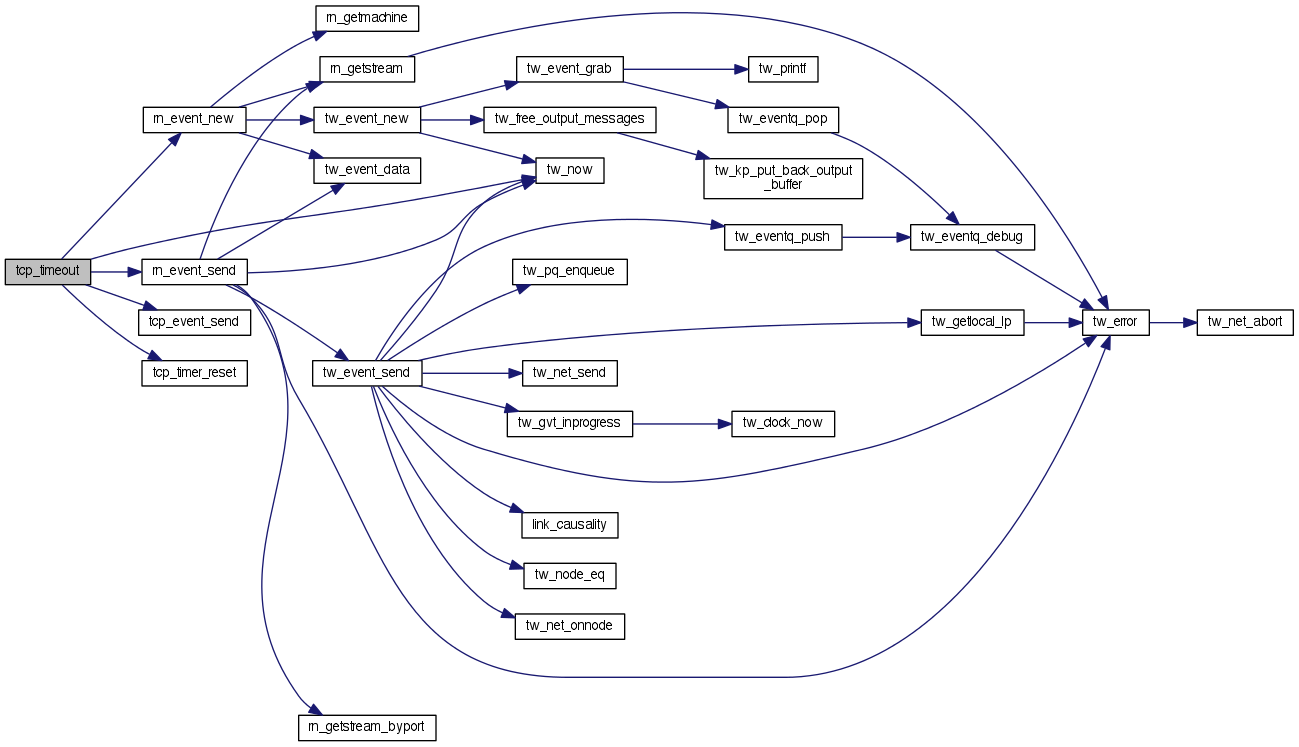 rn_getmachine
rn_getstream
tw_event_grab
tw_printf
rn_event_new
tw_event_new
tw_free_output_messages
tw_eventq_pop
tw_event_data
tw_now
tw_kp_put_back_output
_buffer
tcp_timeout
rn_event_send
tw_eventq_push
tw_eventq_debug
tw_pq_enqueue
tcp_event_send
tw_getlocal_lp
tw_error
tw_net_abort
tcp_timer_reset
tw_event_send
tw_net_send
tw_gvt_inprogress
tw_clock_now
link_causality
tw_node_eq
tw_net_onnode
rn_getstream_byport